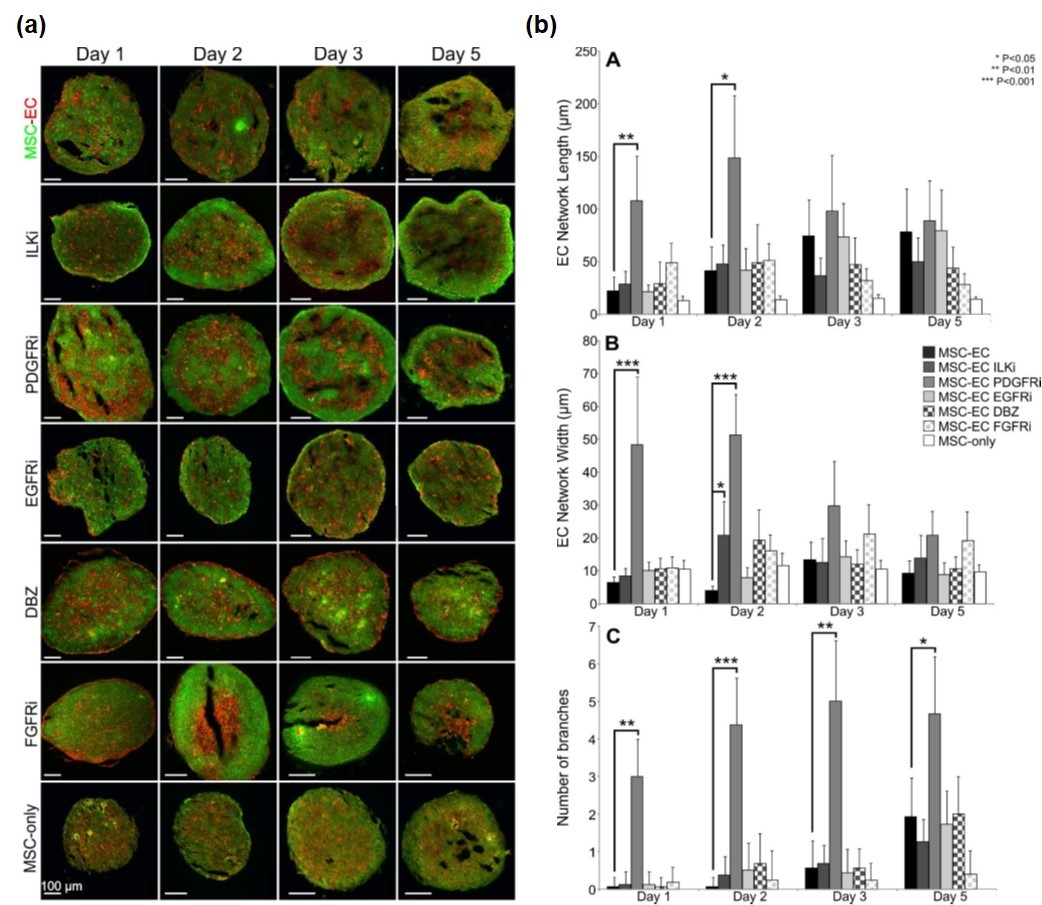 (a)
Day 1 Day 2 Day 3 Day 5
MSC-EC
ILKi
PDGFRi
EGFRi
DBZ
FGFRi
MSC-only
100 µm
(b)
A
* P<0.05
** P<0.01
*** P<0.001
EC Network Length (µm)
250
200
150
100
50
0
**
*
Day 1 Day 2 Day 3 Day 5
B
EC Network Width (µm)
80
70
60
50
40
30
20
10
0
***
***
*
MSC-EC
MSC-EC ILKi
MSC-EC PDGFRi
MSC-EC EGFRi
MSC-EC DBZ
MSC-EC FGFRi
MSC-only
Day 1 Day 2 Day 3 Day 5
C
Number of branches
7
6
5
4
3
2
1
0
**
***
**
*
Day 1 Day 2 Day 3 Day 5